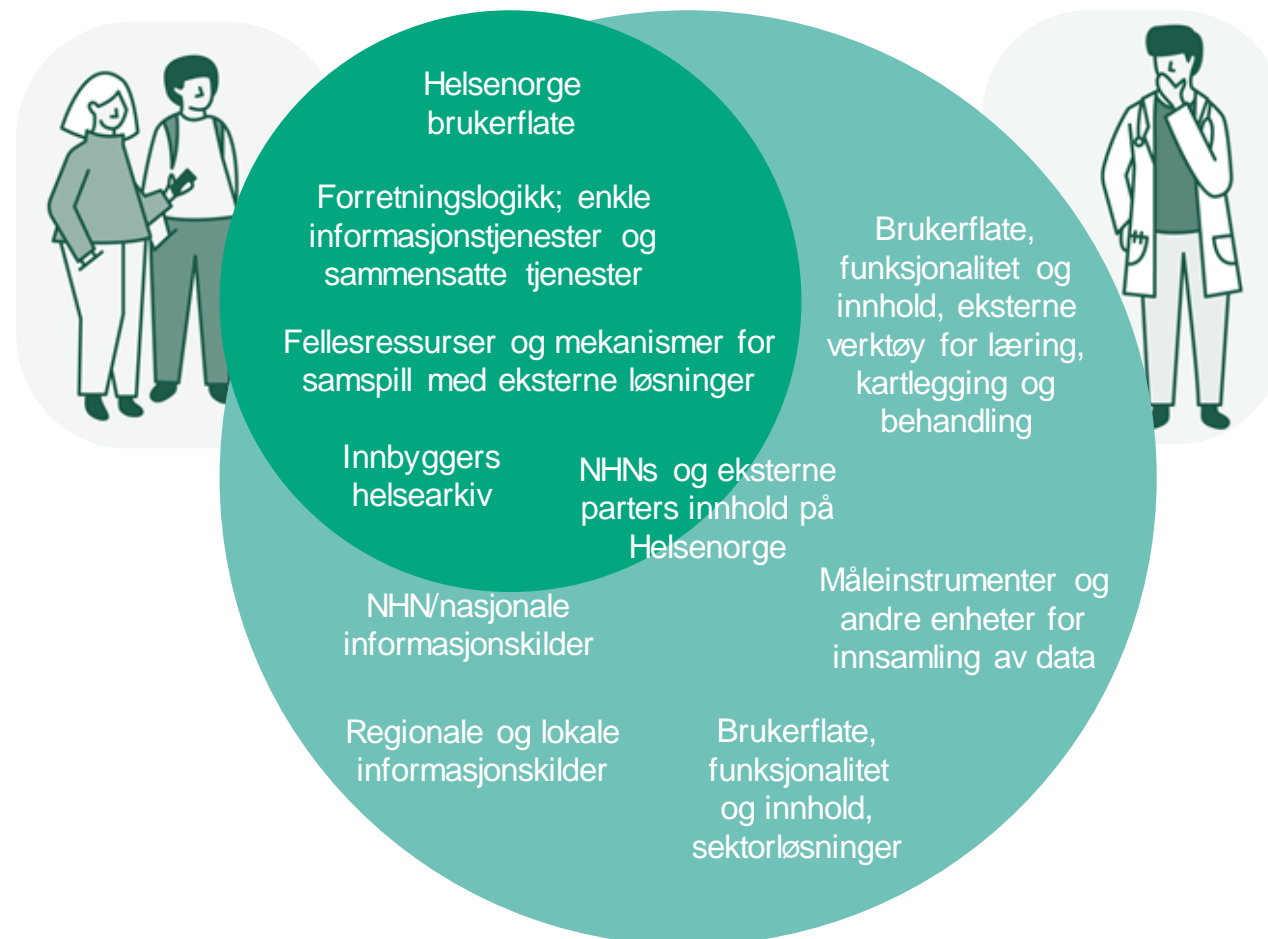 Helsenorge
brukerflate
Forretningslogikk; enkle
informasjonstjenester og
sammensatte tjenester
Fellesressurser og mekanismer for
samspill med eksterne løsninger
Innbyggers
helsearkiv
NHNs og eksterne
parters innhold på
Helsenorge
Brukerflate,
funksjonalitet og
innhold, eksterne
verktøy for læring,
kartlegging og
behandling
Måleinstrumenter og
andre enheter for
innsamling av data
NHN/nasjonale
informasjonskilder
Regionale og lokale
informasjonskilder
Brukerflate,
funksjonalitet
og innhold,
sektorløsninger